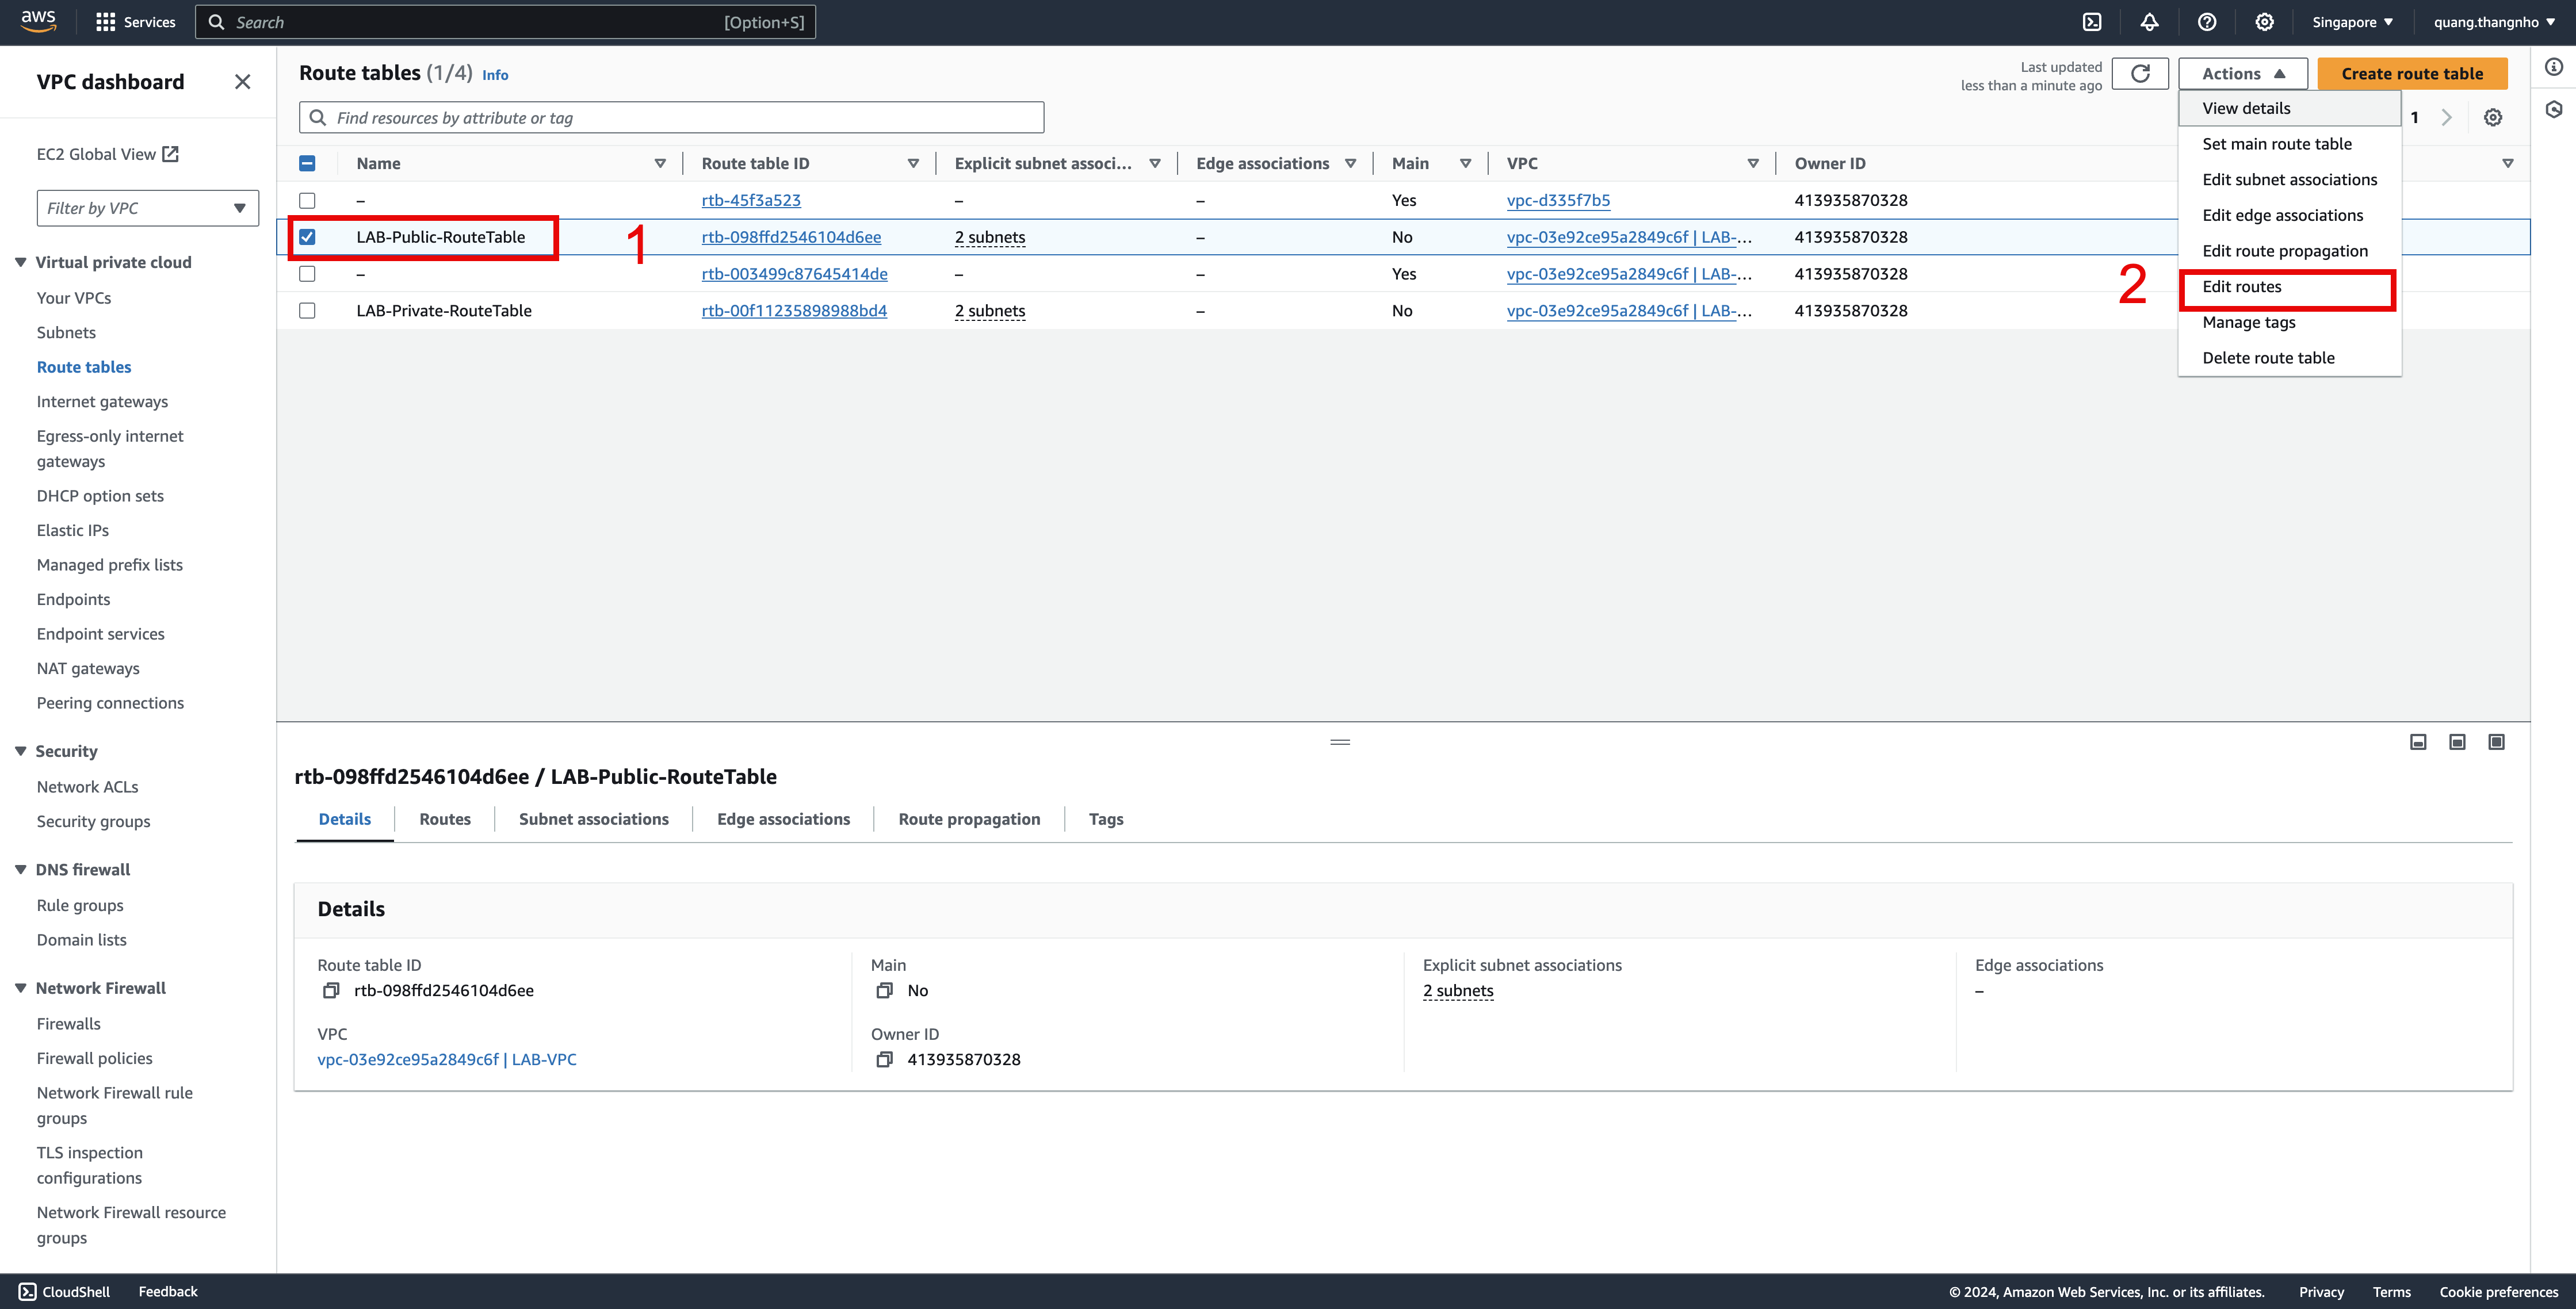 aws
Services
Search
[Option+S]
Singapore ▼
quang.thangnho ▼
VPC dashboard
EC2 Global View
Filter by VPC
Virtual private cloud
Your VPCs
Subnets
Route tables
Internet gateways
Egress-only internet
gateways
DHCP option sets
Elastic IPs
Managed prefix lists
Endpoints
Endpoint services
NAT gateways
Peering connections
Security
Network ACLs
Security groups
DNS firewall
Rule groups
Domain lists
Network Firewall
Firewalls
Firewall policies
Network Firewall rule
groups
TLS inspection
configurations
Network Firewall resource
groups
Route tables (1/4) Info
Last updated
less than a minute ago
Actions
Create route table
Find resources by attribute or tag
1
Name Route table ID Explicit subnet associ... Edge associations Main VPC Owner ID
– rtb-45f3a523 – – Yes vpc-d335f7b5 413935870328
LAB-Public-RouteTable 1 rtb-098ffd2546104d6ee 2 subnets – No vpc-03e92ce95a2849c6f | LAB-... 413935870328
– rtb-003499c87645414de – – Yes vpc-03e92ce95a2849c6f | LAB-... 413935870328
LAB-Private-RouteTable rtb-00f11235898988bd4 2 subnets – No vpc-03e92ce95a2849c6f | LAB-... 413935870328
View details
Set main route table
Edit subnet associations
Edit edge associations
Edit route propagation
2 Edit routes
Manage tags
Delete route table
rtb-098ffd2546104d6ee / LAB-Public-RouteTable
Details Routes Subnet associations Edge associations Route propagation Tags
Details
Route table ID
rtb-098ffd2546104d6ee
Main
No
Explicit subnet associations
2 subnets
Edge associations
–
VPC
vpc-03e92ce95a2849c6f | LAB-VPC
Owner ID
413935870328
CloudShell
Feedback
© 2024, Amazon Web Services, Inc. or its affiliates.
Privacy
Terms
Cookie preferences